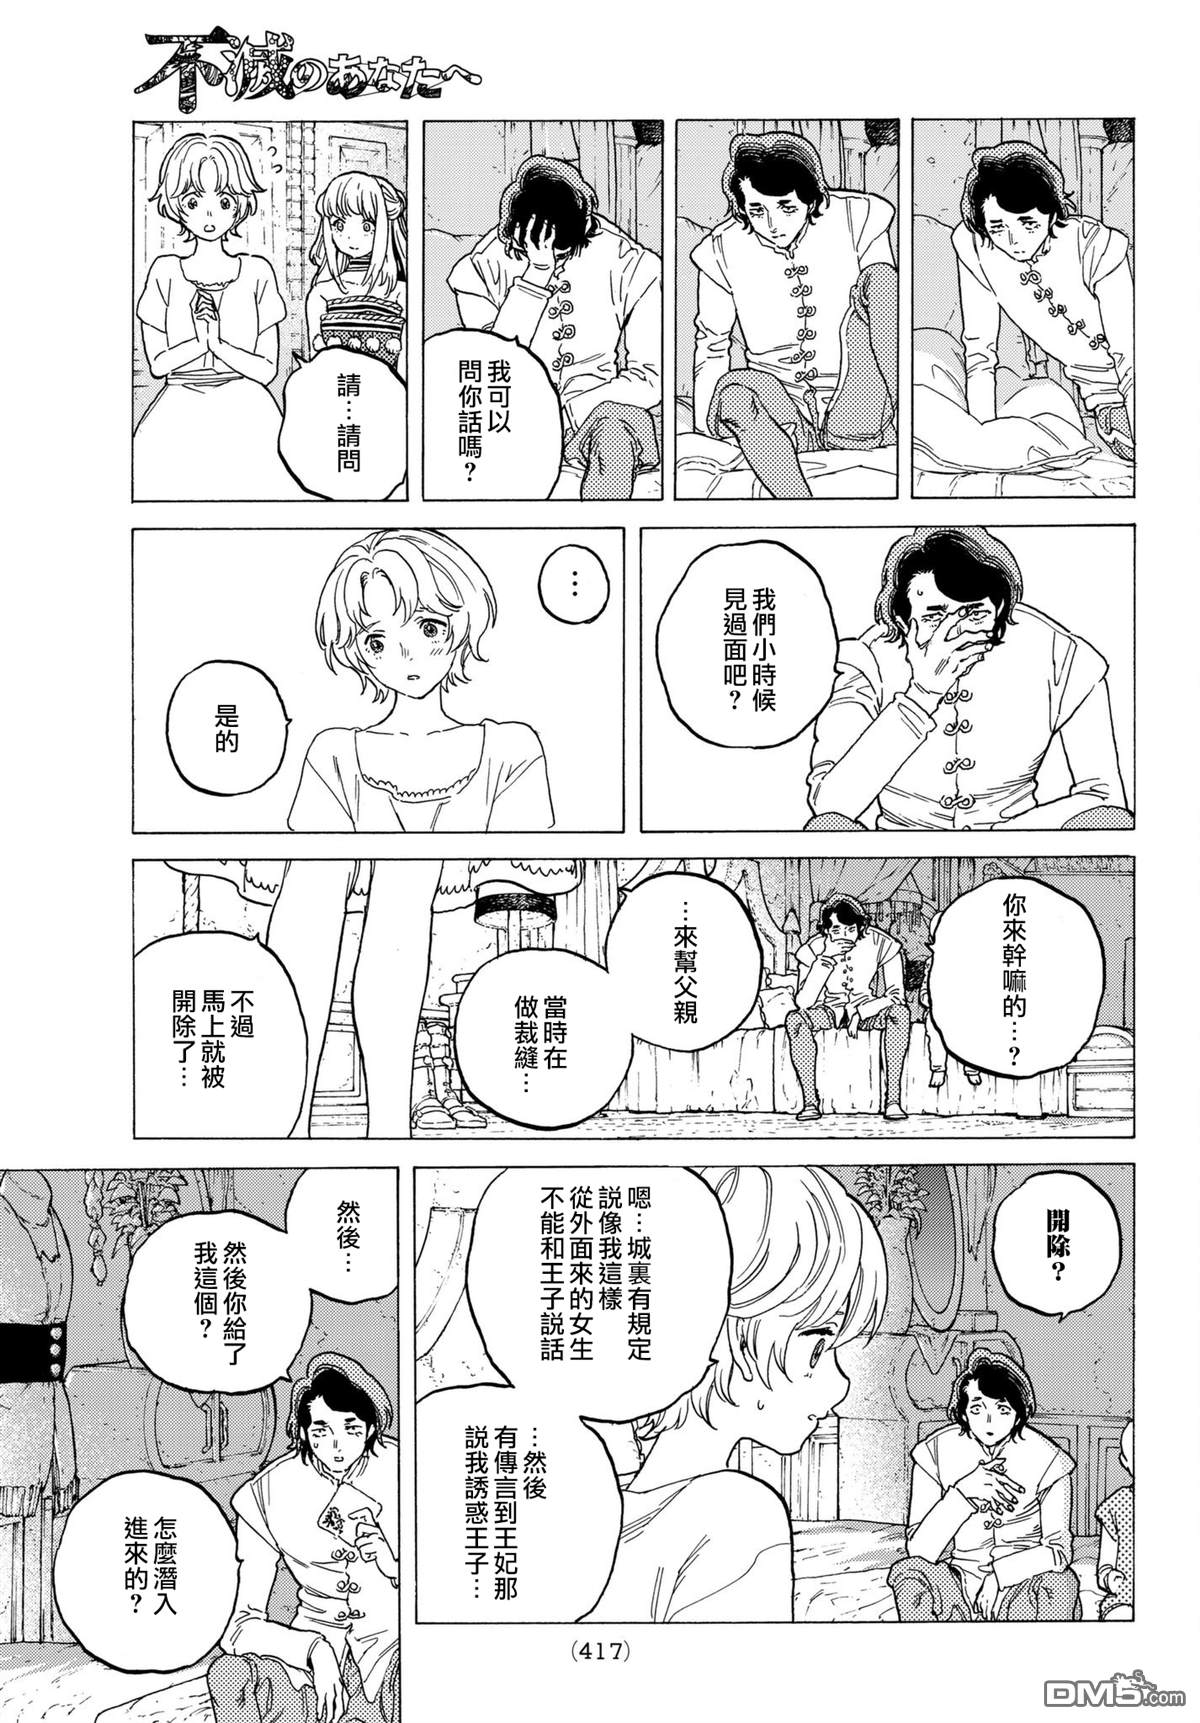 不滅のあなたへ
我可以
問你話嗎?
請…請問
我們小時候
見過面吧?
…
是的
你來幹嘛的…?
…來幫父親
當時在
做裁縫…
不過
馬上就被
開除了…
開除?
嗯…城裏有規定
說像我這樣
從外面來的女生
不能和王子說話
…然後
有傳言到王妃那
說我誘惑王子…
然後…
然後你給了
我這個?
怎麼潛入
進來的?
(417)
漫画
DM5.com